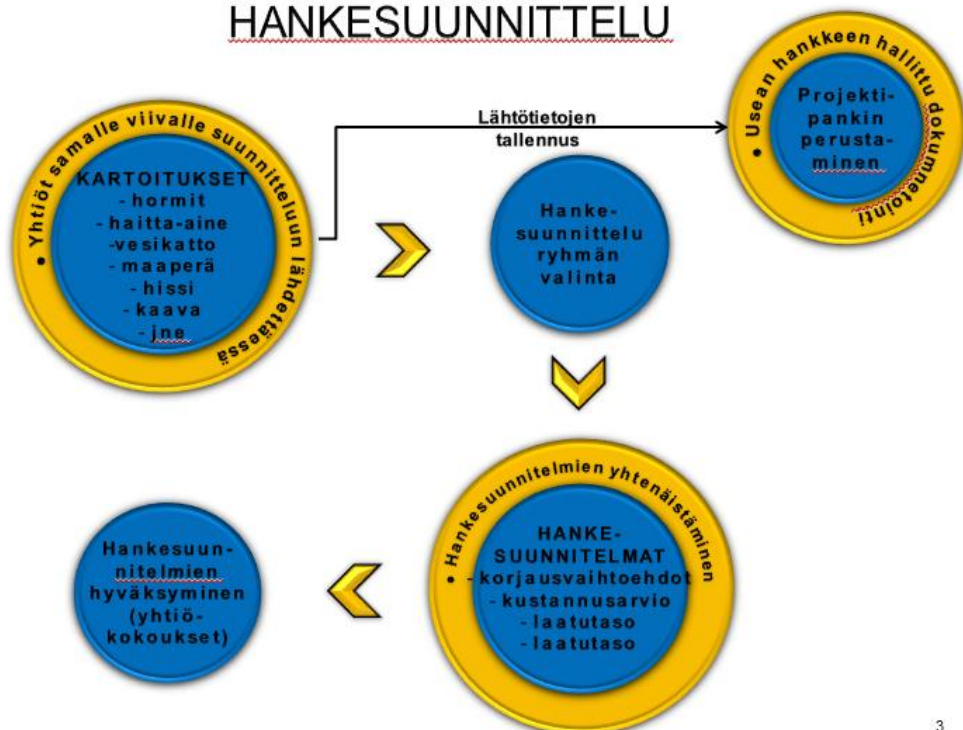 HANKESUUNNITTELU
• Yhtiöt samalle viivalle suunnitteluun lähdettäessä
KARTOITUKSET
- hormit
- haitta-aine
-vesikatto
- maaperä
- hissi
- kaava
- jne
Lähtötietojen
tallennus
• Usean hankkeen hallittu dokumnetointi
Projekti-
pankin
perusta-
minen
Hanke-
suunnittelu
ryhmän
valinta
• Hankesuunnitelmien yhtenäistäminen
HANKE-
SUUNNITELMAT
- korjausvaihtoehdot
- kustannusarvio
- laatutaso
- laatutaso
Hankesuun-
nitelmien
hyväksyminen
(yhtiö-
kokoukset)
3